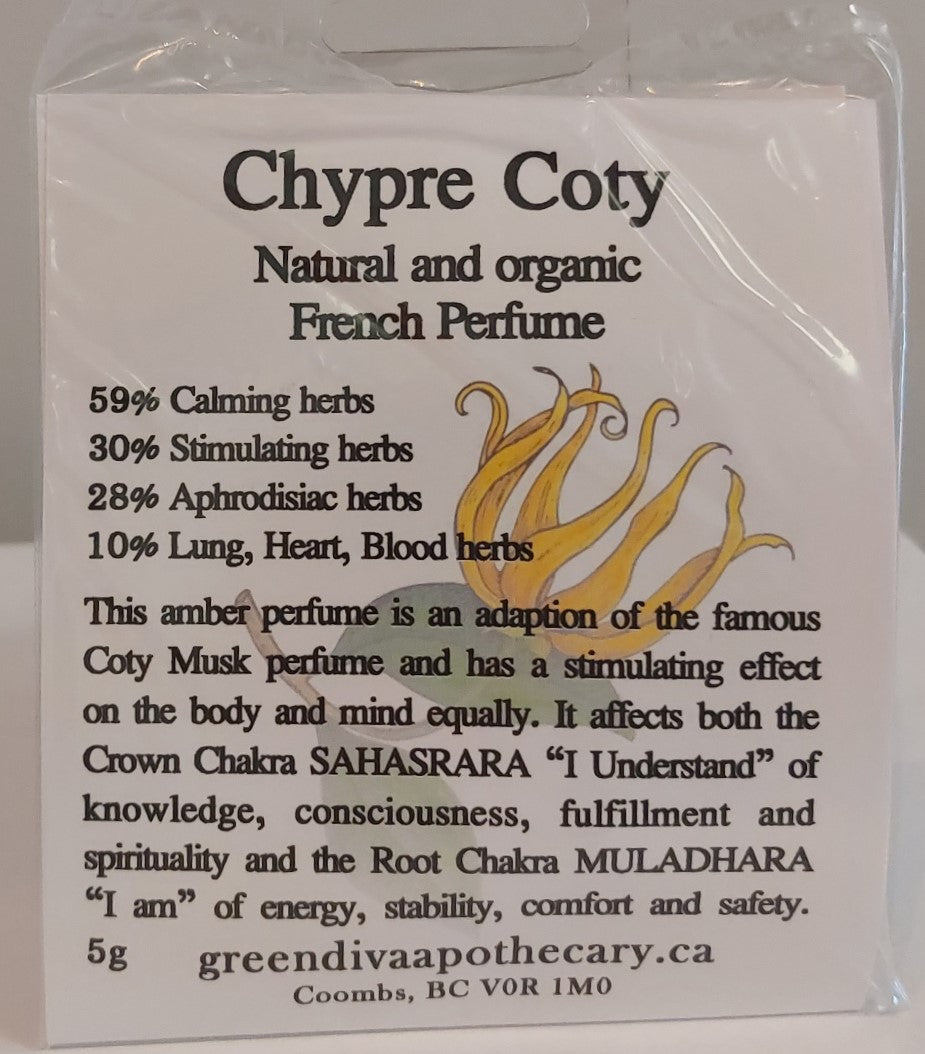 Chypre Coty
Natural and organic
French Perfume
59% Calming herbs
30% Stimulating herbs
28% Aphrodisiac herbs
10% Lung, Heart, Blood herbs
This amber perfume is an adaption of the famous
Coty Musk perfume and has a stimulating effect
on the body and mind equally. It affects both the
Crown Chakra SAHASRARA “I Understand” of
knowledge, consciousness, fulfillment and
spirituality and the Root Chakra MULADHARA
“I am” of energy, stability, comfort and safety.
5g greendivaapothecary.ca
Coombs, BC V0R 1M0